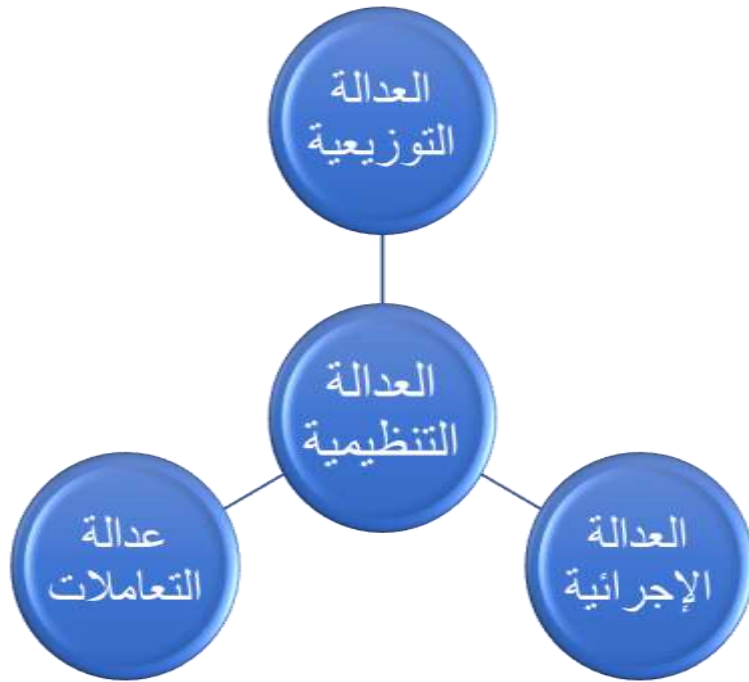 العدالة
التوزيعية
العدالة
التنظيمية
العدالة
الإجرائية
عدالة
التعاملات